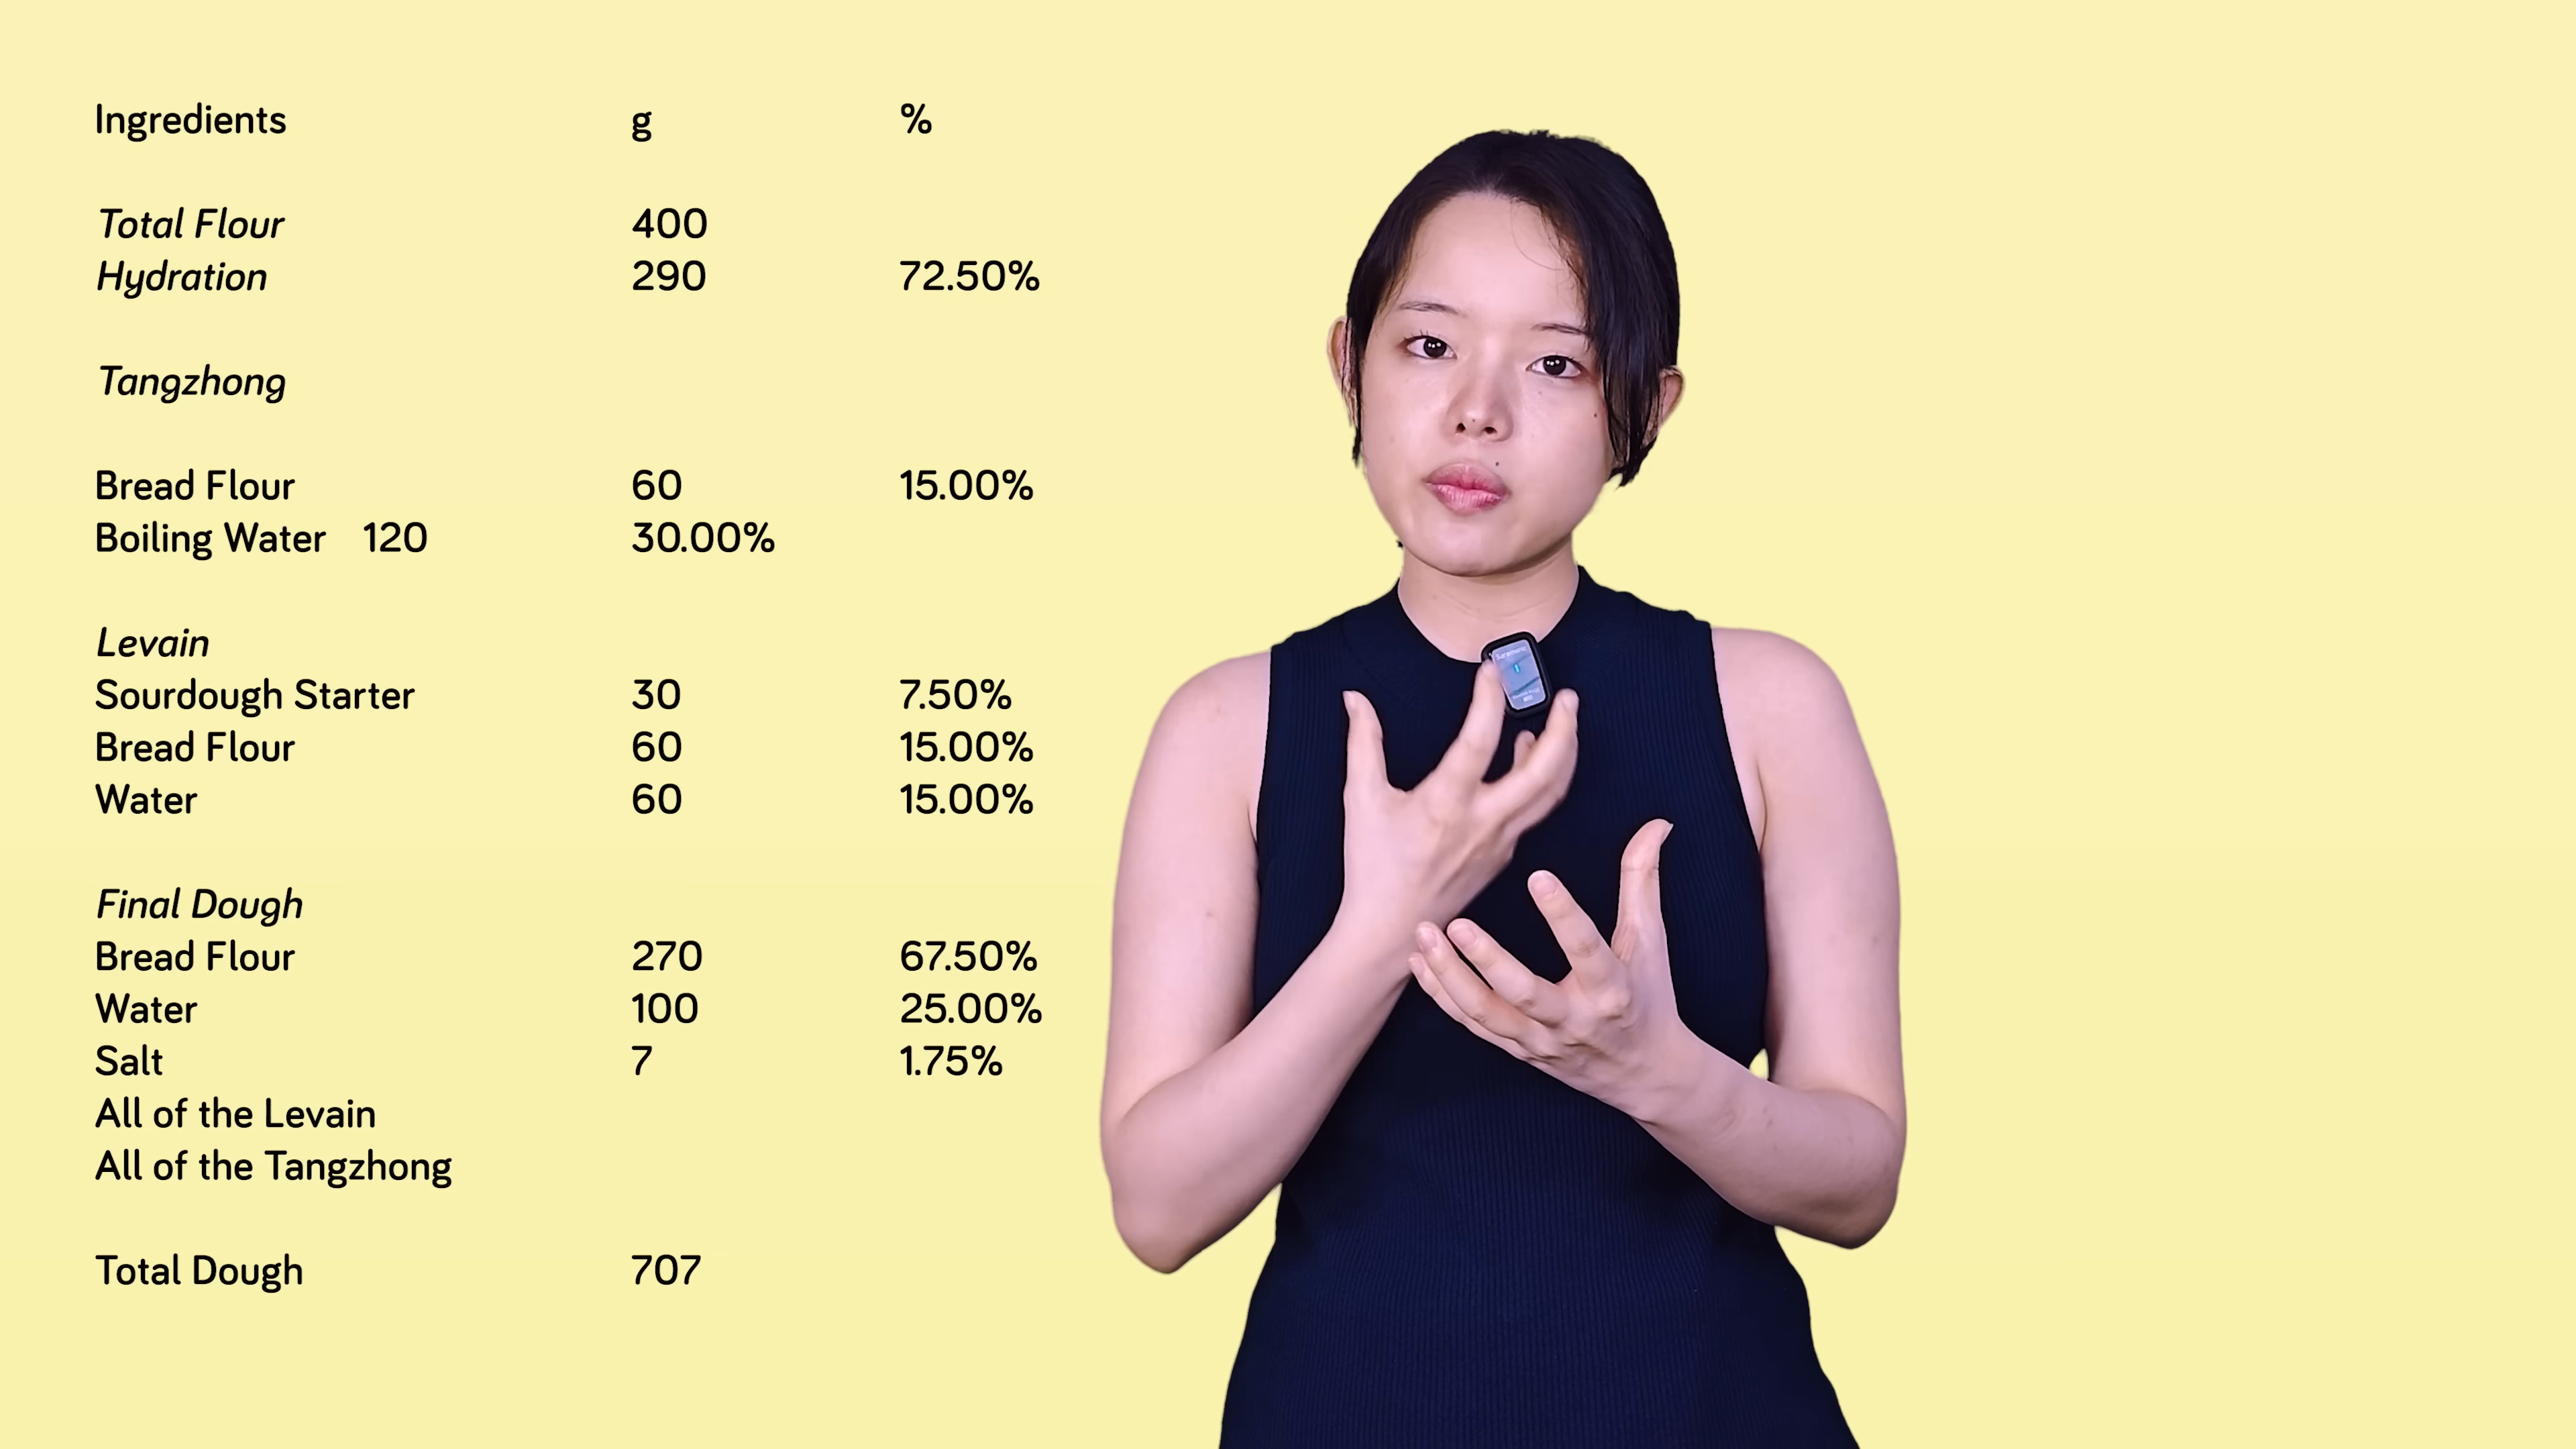 Ingredients g %
Total Flour 400
Hydration 290 72.50%
Tangzhong
Bread Flour 60 15.00%
Boiling Water 120 30.00%
Levain
Sourdough Starter 30 7.50%
Bread Flour 60 15.00%
Water 60 15.00%
Final Dough
Bread Flour 270 67.50%
Water 100 25.00%
Salt 7 1.75%
All of the Levain
All of the Tangzhong
Total Dough 707